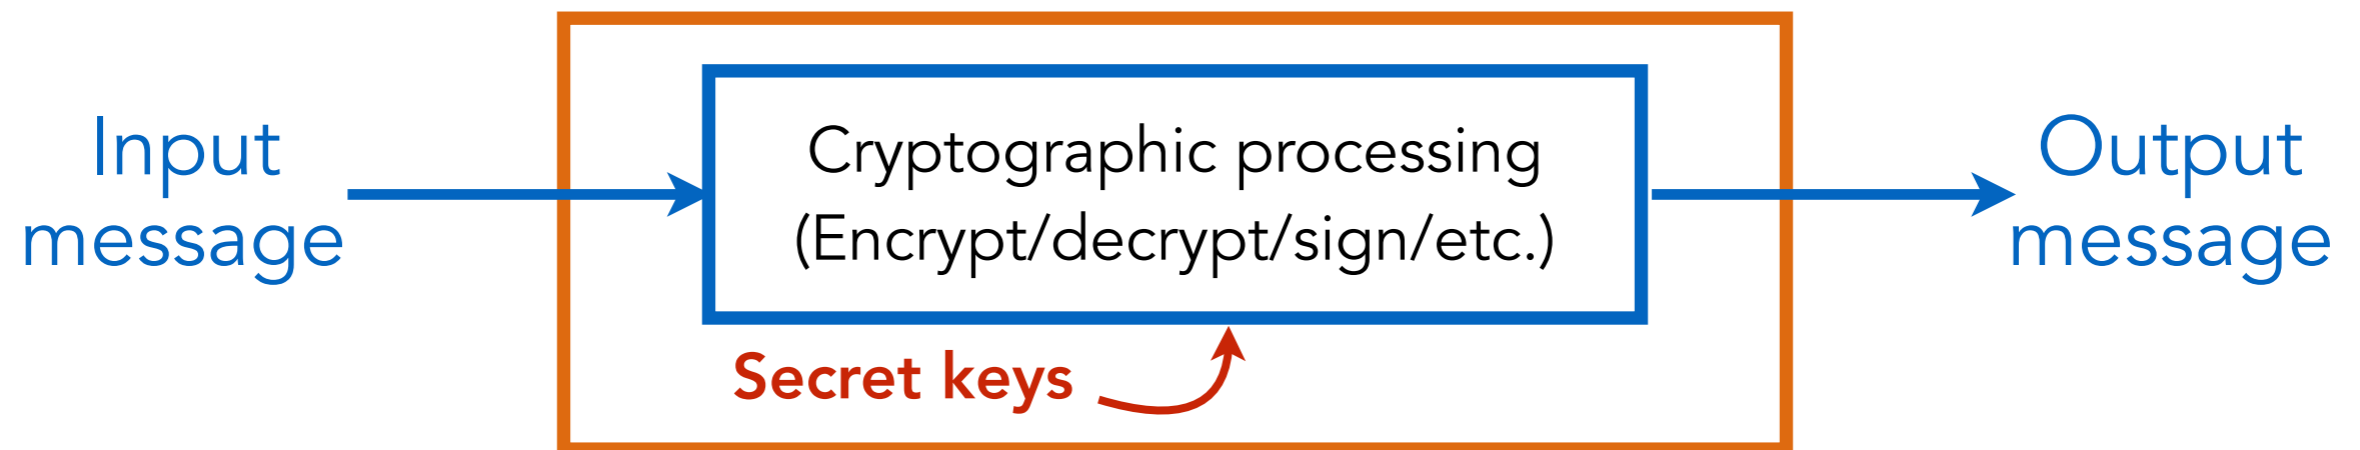 Input
message
Cryptographic processing
(Encrypt/decrypt/sign/etc.)
Secret keys
Output
message